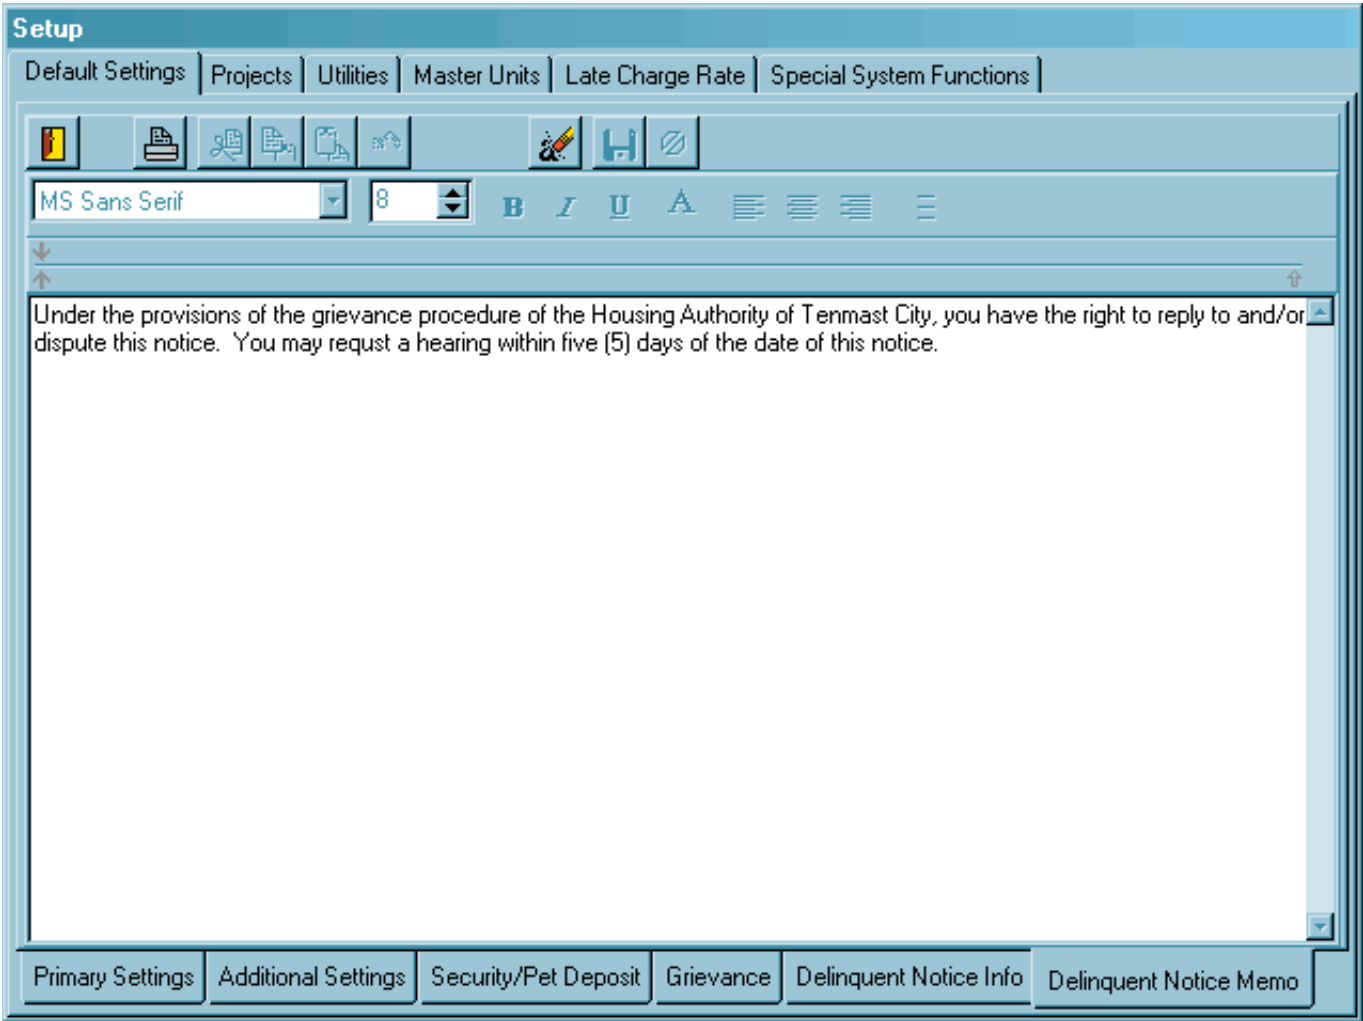 Setup
Default Settings Projects Utilities Master Units Late Charge Rate Special System Functions
MS Sans Serif 8 B I U A
Under the provisions of the grievance procedure of the Housing Authority of Tenmast City, you have the right to reply to and/or
dispute this notice.  You may requst a hearing within five (5) days of the date of this notice.
Primary Settings Additional Settings Security/Pet Deposit Grievance Delinquent Notice Info Delinquent Notice Memo